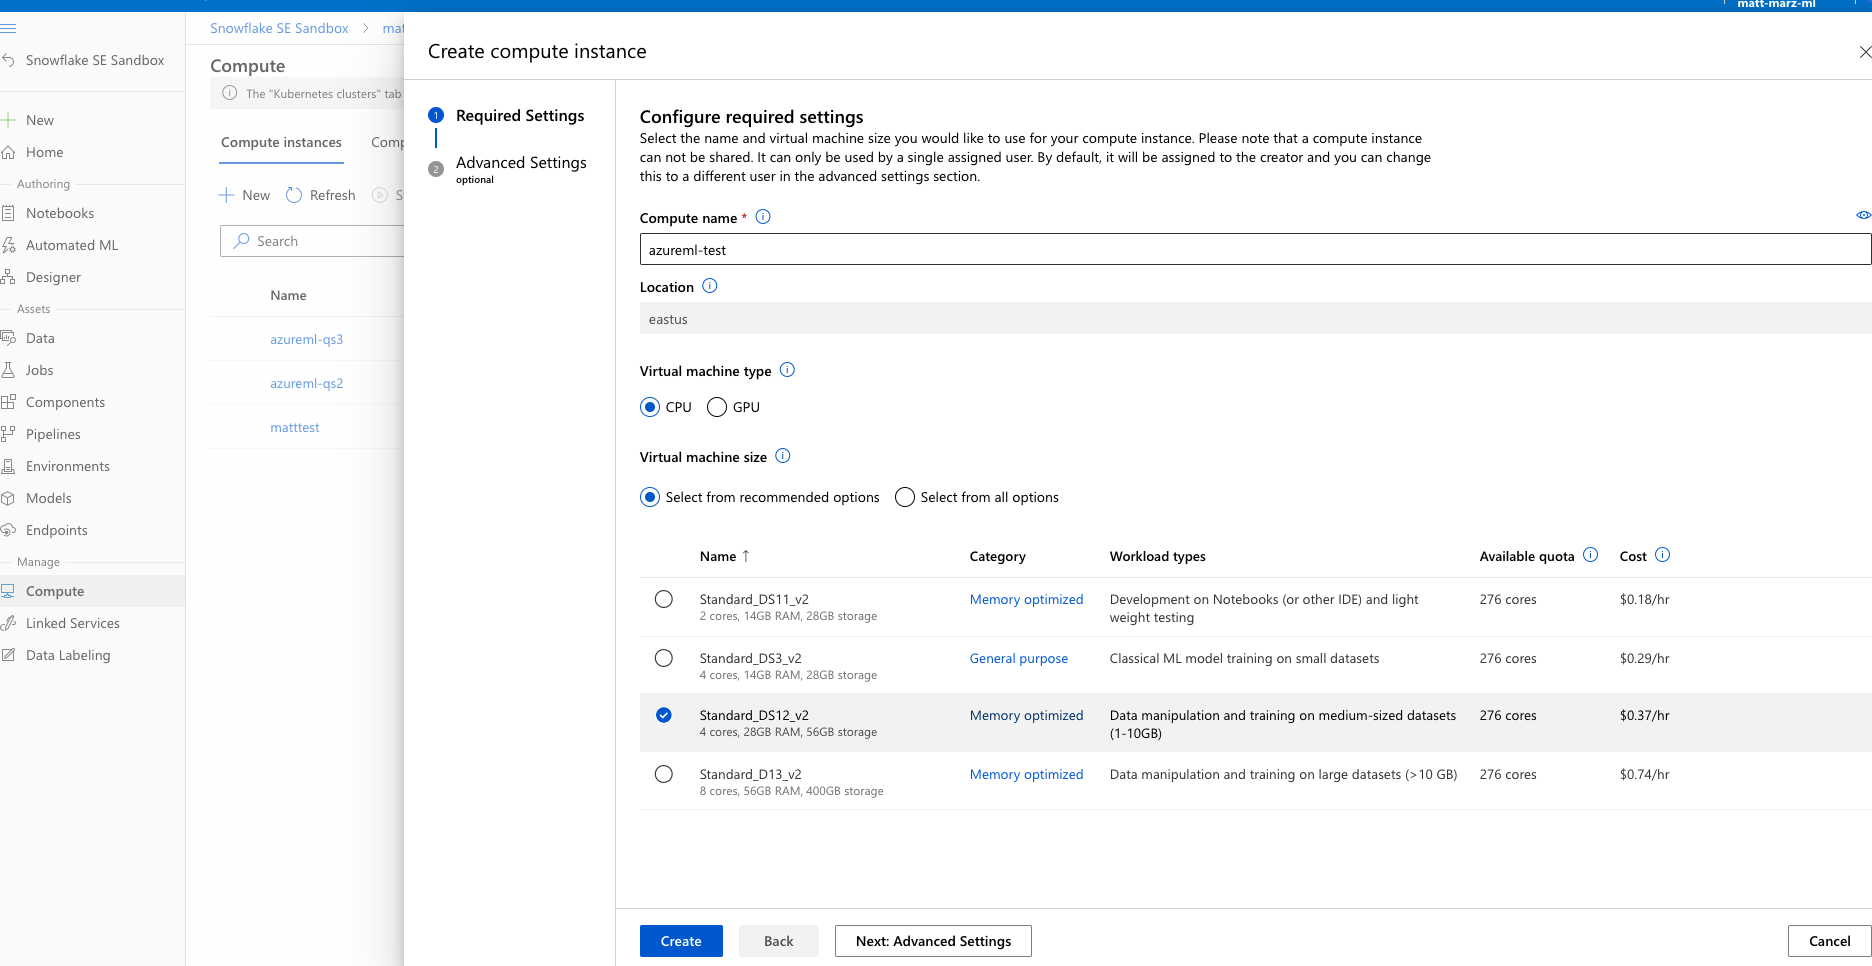 matt-marz-ml
Snowflake SE Sandbox
New
Home
Authoring
Notebooks
Automated ML
Designer
Assets
Data
Jobs
Components
Pipelines
Environments
Models
Endpoints
Manage
Compute
Linked Services
Data Labeling
Snowflake SE Sandbox > mat
Compute
The "Kubernetes clusters" tab
Compute instances Comp
New Refresh S
Search
Name
azureml-qs3
azureml-qs2
matttest
Create compute instance
1 Required Settings
2 Advanced Settings
optional
Configure required settings
Select the name and virtual machine size you would like to use for your compute instance. Please note that a compute instance
can not be shared. It can only be used by a single assigned user. By default, it will be assigned to the creator and you can change
this to a different user in the advanced settings section.
Compute name *
azureml-test
Location
eastus
Virtual machine type
CPU GPU
Virtual machine size
Select from recommended options Select from all options
Name ↑ Category Workload types Available quota Cost
Standard_DS11_v2 Memory optimized Development on Notebooks (or other IDE) and light 276 cores $0.18/hr
2 cores, 14GB RAM, 28GB storage weight testing
Standard_DS3_v2 General purpose Classical ML model training on small datasets 276 cores $0.29/hr
4 cores, 14GB RAM, 28GB storage
Standard_DS12_v2 Memory optimized Data manipulation and training on medium-sized datasets 276 cores $0.37/hr
4 cores, 28GB RAM, 56GB storage (1-10GB)
Standard_D13_v2 Memory optimized Data manipulation and training on large datasets (>10 GB) 276 cores $0.74/hr
8 cores, 56GB RAM, 400GB storage
Create Back Next: Advanced Settings Cancel